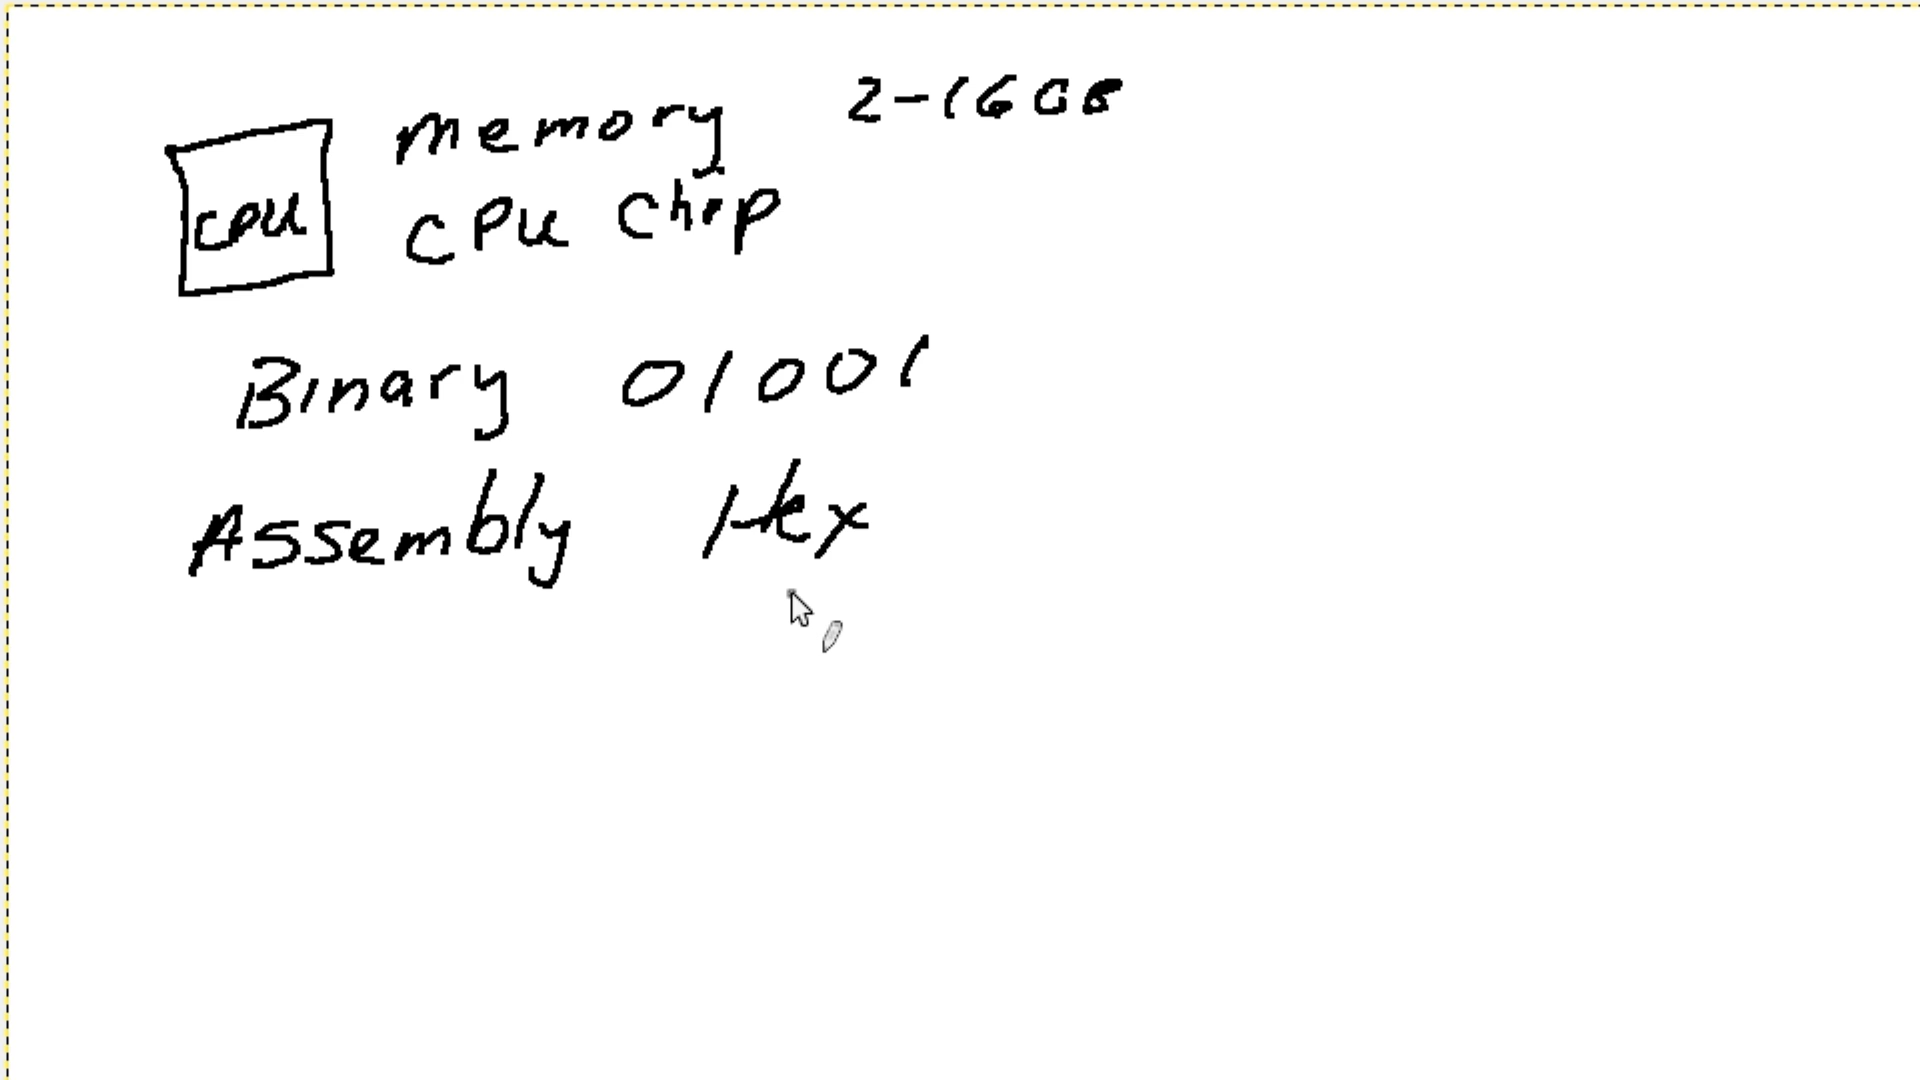 memory 2-16GB
CPU
CPU Chip
Binary 01001
Assembly Hex